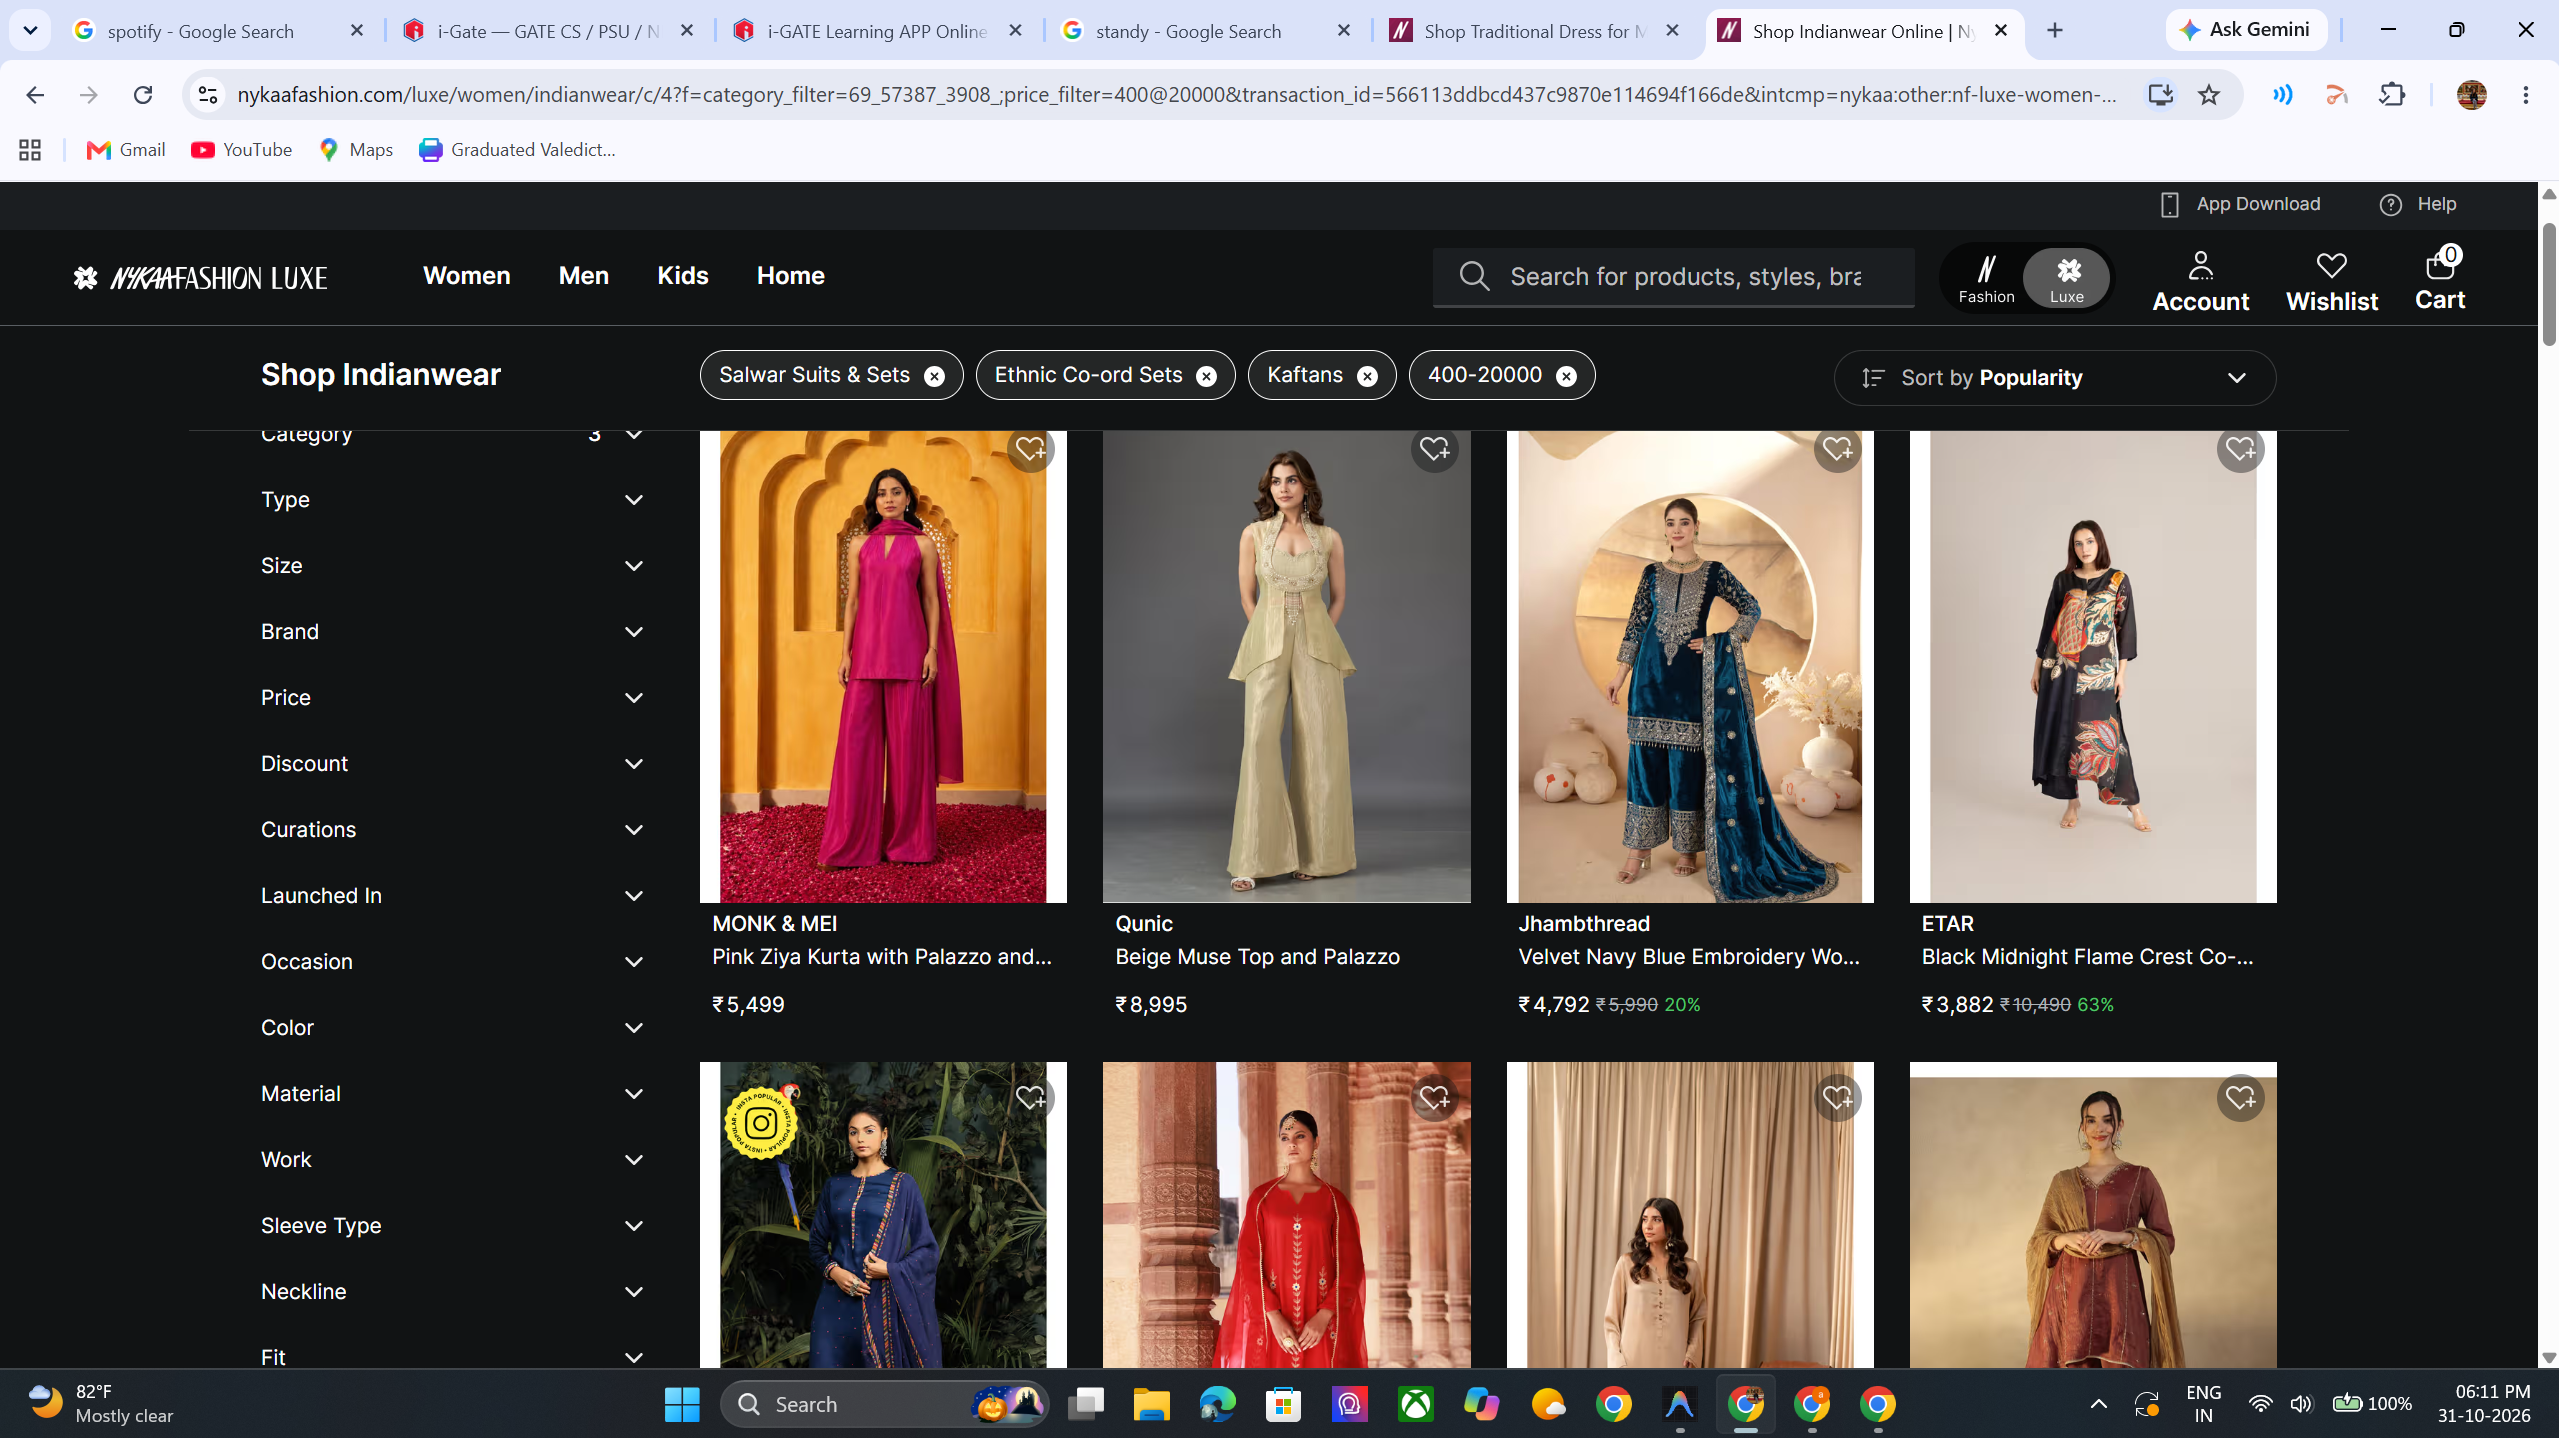 spotify - Google Search
i-Gate — GATE CS / PSU / N
i-GATE Learning APP Online
standy - Google Search
Shop Traditional Dress for M
Shop Indianwear Online | Ny
Ask Gemini
nykaafashion.com/luxe/women/indianwear/c/4?f=category_filter=69_57387_3908_;price_filter=400@20000&transaction_id=566113ddbcd437c9870e114694f166de&intcmp=nykaa:other:nf-luxe-women-...
Gmail
YouTube
Maps
Graduated Valedict...
App Download
Help
NYKAA FASHION LUXE
Women
Men
Kids
Home
Search for products, styles, bra
Fashion
Luxe
Account
Wishlist
0
Cart
Shop Indianwear
Salwar Suits & Sets
Ethnic Co-ord Sets
Kaftans
400-20000
Sort by Popularity
Category 3
Type
Size
Brand
Price
Discount
Curations
Launched In
Occasion
Color
Material
Work
Sleeve Type
Neckline
Fit
MONK & MEI
Pink Ziya Kurta with Palazzo and...
₹5,499
Qunic
Beige Muse Top and Palazzo
₹8,995
Jhambthread
Velvet Navy Blue Embroidery Wo...
₹4,792 ₹5,990 20%
ETAR
Black Midnight Flame Crest Co-...
₹3,882 ₹10,490 63%
INSTA POPULAR • INSTA POPULAR • INSTA POPULAR
82°F
Mostly clear
Search
ENG
IN
100%
06:11 PM
31-10-2026